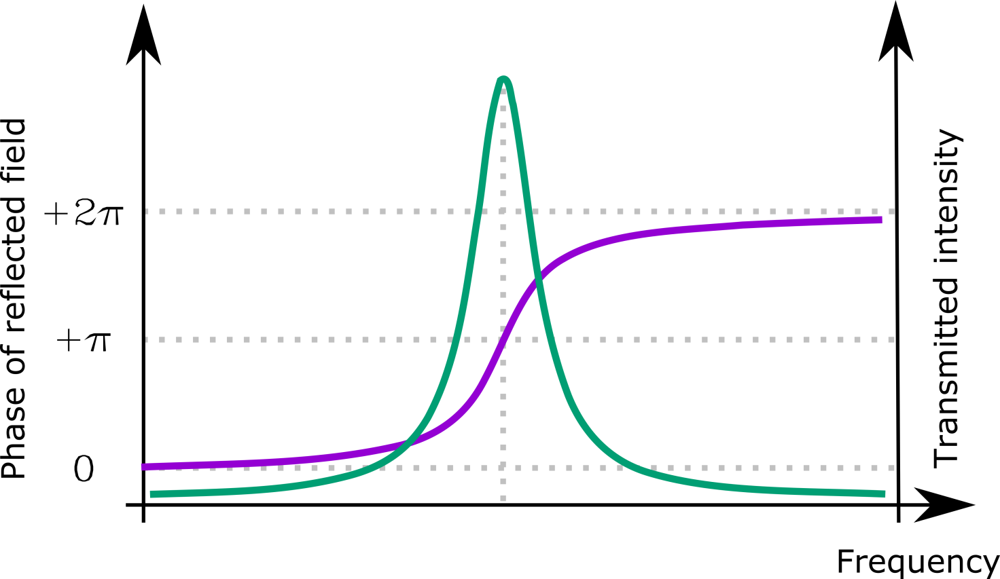 Phase of reflected field
+2π
+π
0
Transmitted intensity
Frequency